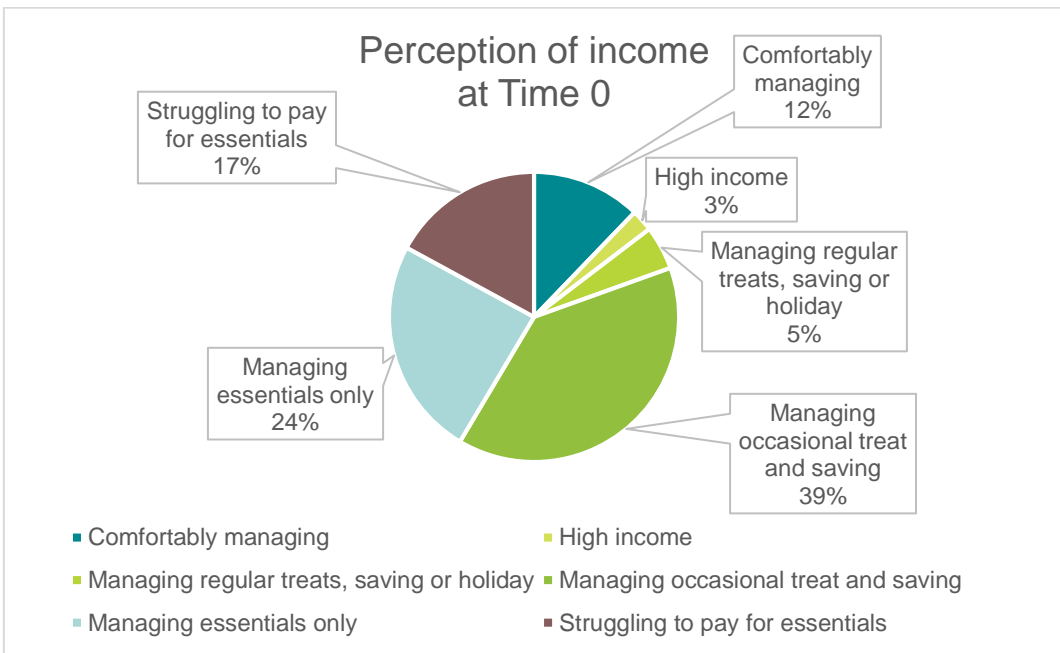 Perception of income
at Time 0
Comfortably
managing
12%
Struggling to pay
for essentials
17%
High income
3%
Managing regular
treats, saving or
holiday
5%
Managing
essentials only
24%
Managing
occasional treat
and saving
39%
Comfortably managing
High income
Managing regular treats, saving or holiday
Managing occasional treat and saving
Managing essentials only
Struggling to pay for essentials